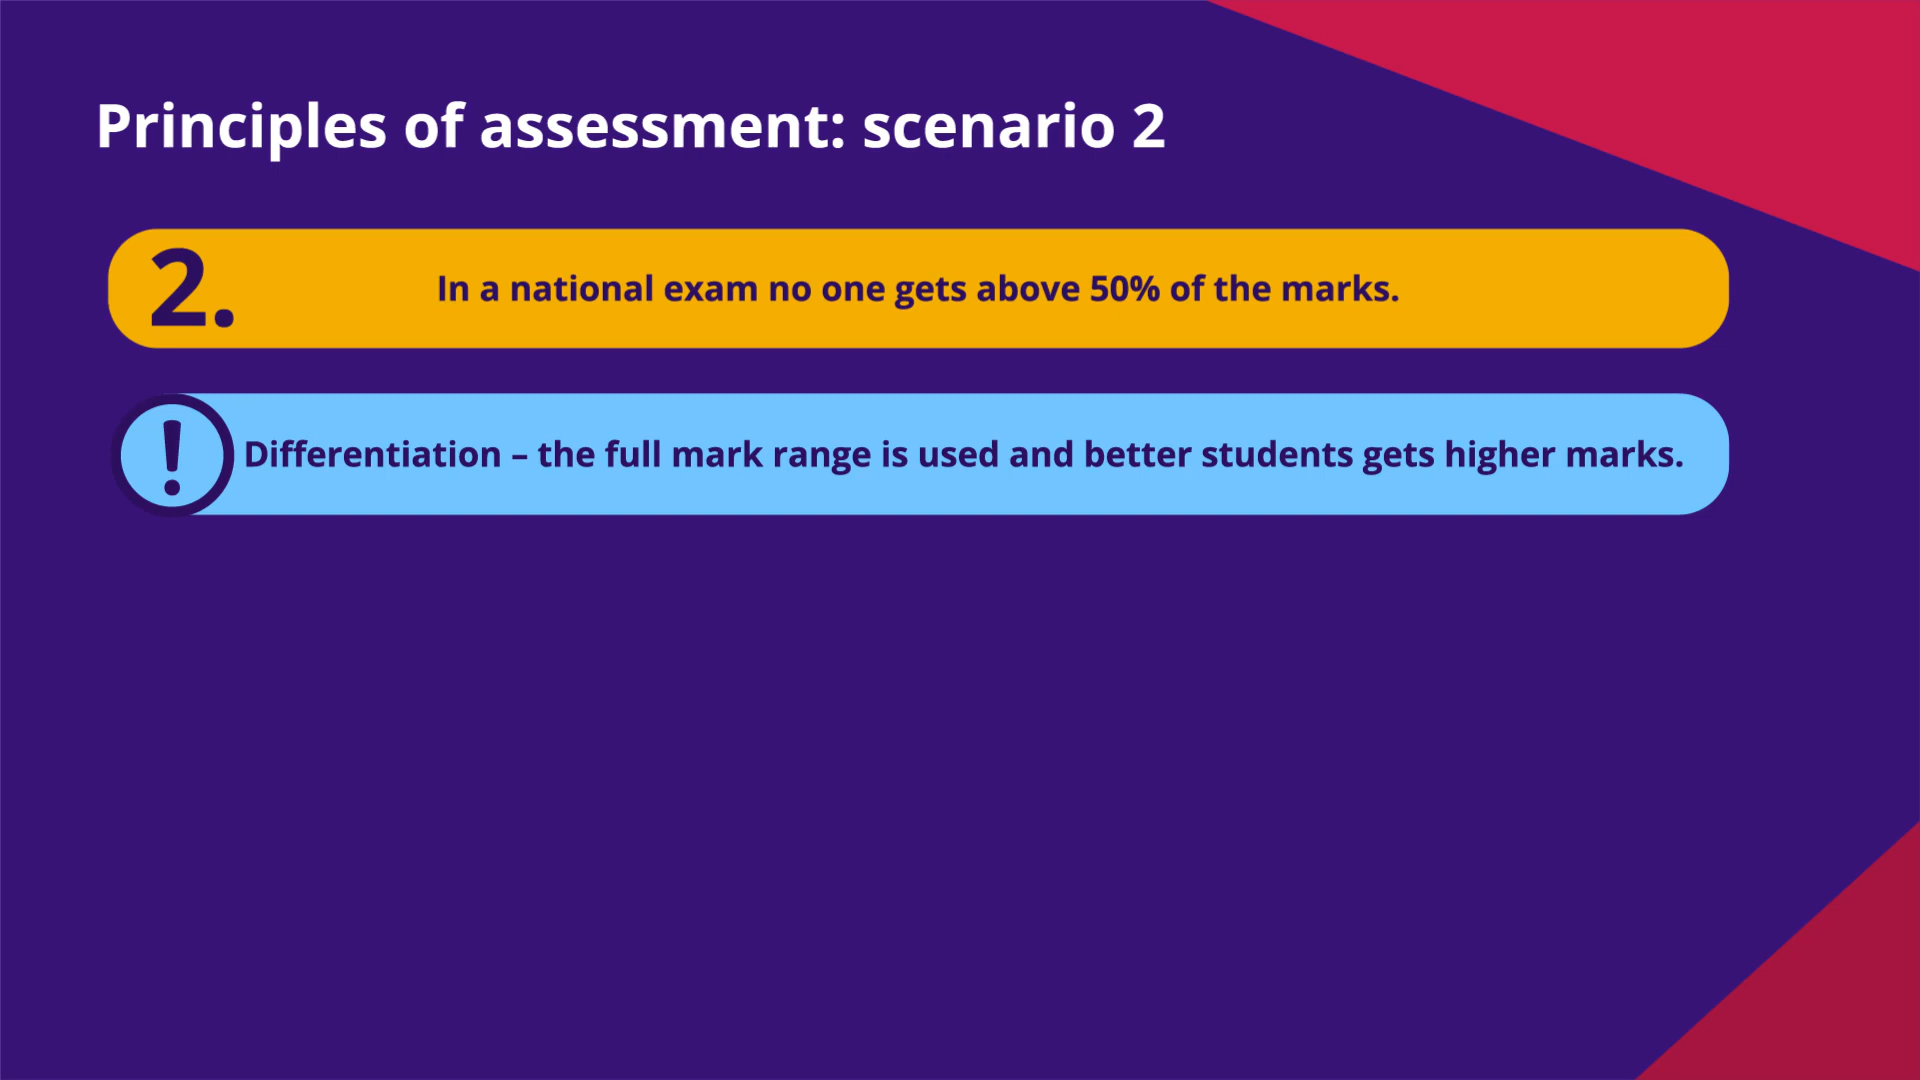 Principles of assessment: scenario 2
2. In a national exam no one gets above 50% of the marks.
! Differentiation – the full mark range is used and better students gets higher marks.